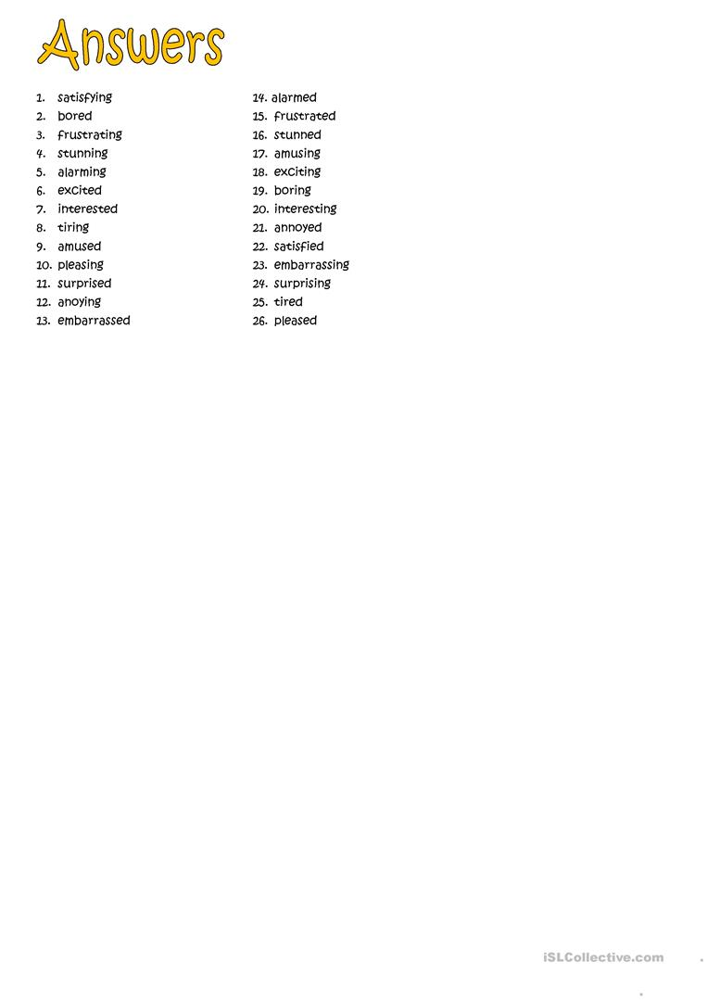 Answers
1. satisfying
2. bored
3. frustrating
4. stunning
5. alarming
6. excited
7. interested
8. tiring
9. amused
10. pleasing
11. surprised
12. anoying
13. embarrassed
14. alarmed
15. frustrated
16. stunned
17. amusing
18. exciting
19. boring
20. interesting
21. annoyed
22. satisfied
23. embarrassing
24. surprising
25. tired
26. pleased
iSLCollective.com